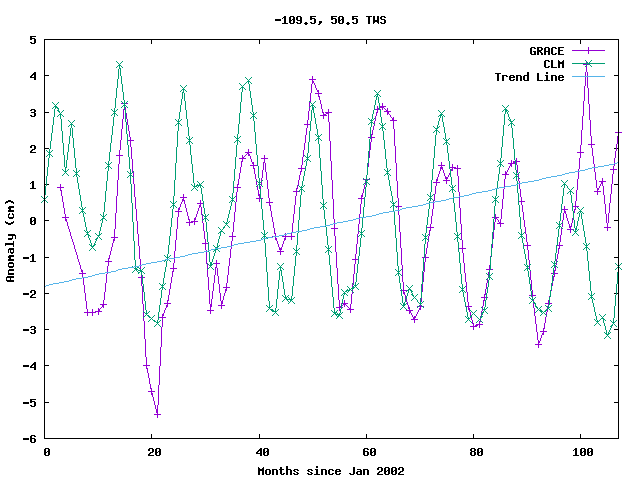 -109.5, 50.5 TWS
5
GRACE
CLM
Trend Line
4
3
2
1
0
-1
-2
-3
-4
-5
-6
Anomaly (cm)
0 20 40 60 80 100
Months since Jan 2002